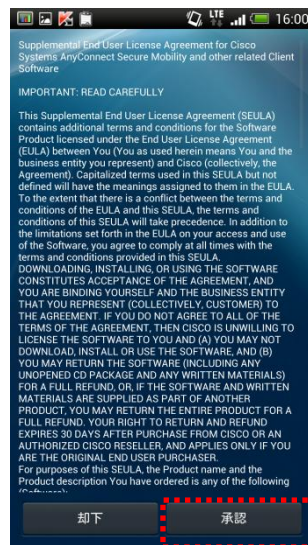 LTE 16:00
Supplemental End User License Agreement for Cisco
Systems AnyConnect Secure Mobility and other related Client
Software
IMPORTANT: READ CAREFULLY
This Supplemental End User License Agreement (SEULA)
contains additional terms and conditions for the Software
Product licensed under the End User License Agreement
(EULA) between You (You as used herein means You and the
business entity you represent) and Cisco (collectively, the
Agreement). Capitalized terms used in this SEULA but not
defined will have the meanings assigned to them in the EULA.
To the extent that there is a conflict between the terms and
conditions of the EULA and this SEULA, the terms and
conditions of this SEULA will take precedence. In addition to
the limitations set forth in the EULA on your access and use
of the Software, you agree to comply at all times with the
terms and conditions provided in this SEULA.
DOWNLOADING, INSTALLING, OR USING THE SOFTWARE
CONSTITUTES ACCEPTANCE OF THE AGREEMENT, AND
YOU ARE BINDING YOURSELF AND THE BUSINESS ENTITY
THAT YOU REPRESENT (COLLECTIVELY, CUSTOMER) TO
THE AGREEMENT. IF YOU DO NOT AGREE TO ALL OF THE
TERMS OF THE AGREEMENT, THEN CISCO IS UNWILLING TO
LICENSE THE SOFTWARE TO YOU AND (A) YOU MAY NOT
DOWNLOAD, INSTALL OR USE THE SOFTWARE, AND (B)
YOU MAY RETURN THE SOFTWARE (INCLUDING ANY
UNOPENED CD PACKAGE AND ANY WRITTEN MATERIALS)
FOR A FULL REFUND, OR, IF THE SOFTWARE AND WRITTEN
MATERIALS ARE SUPPLIED AS PART OF ANOTHER
PRODUCT, YOU MAY RETURN THE ENTIRE PRODUCT FOR A
FULL REFUND. YOUR RIGHT TO RETURN AND REFUND
EXPIRES 30 DAYS AFTER PURCHASE FROM CISCO OR AN
AUTHORIZED CISCO RESELLER, AND APPLIES ONLY IF YOU
ARE THE ORIGINAL END USER PURCHASER.
For purposes of this SEULA, the Product name and the
Product description You have ordered is any of the following
(Software):
却下 承認